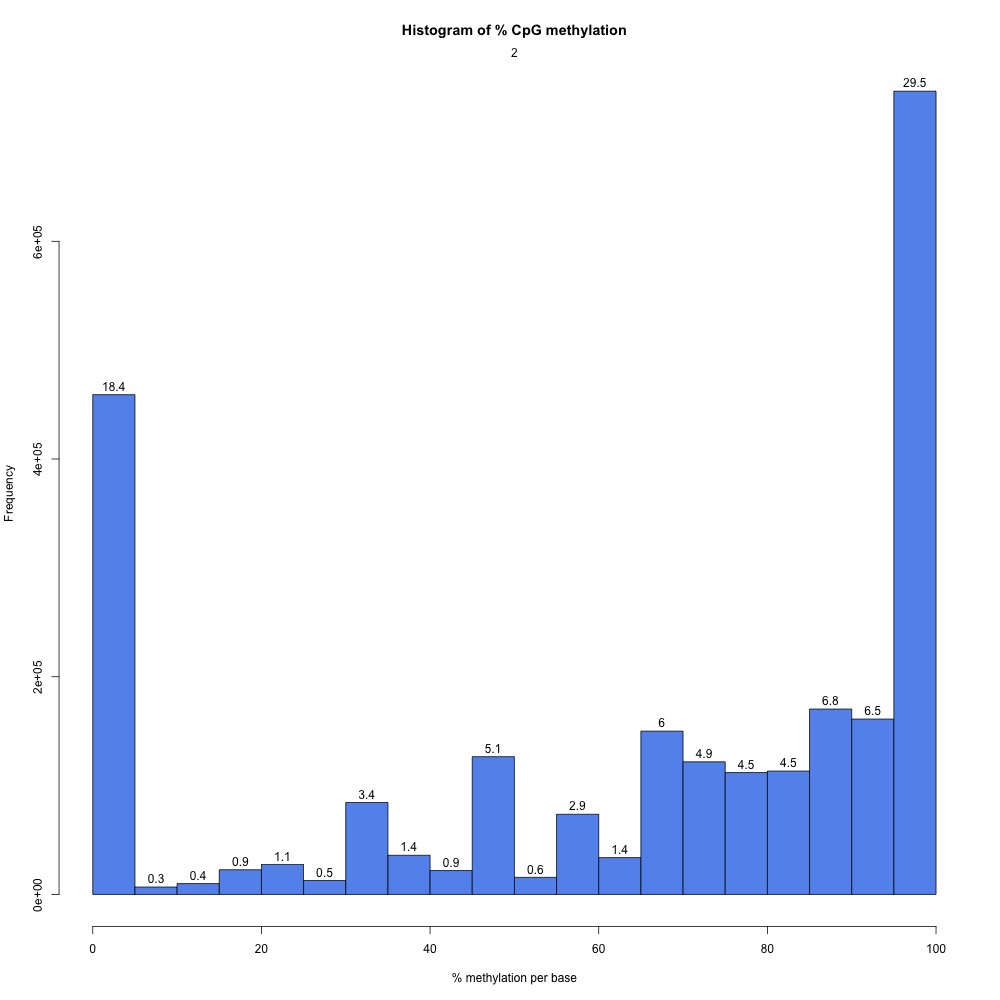 Histogram of % CpG methylation
2
29.5
18.4
6.8
6.5
6
5.1
4.9
4.5
4.5
3.4
2.9
1.4
1.4
1.1
0.9
0.9
0.6
0.5
0.4
0.3
Frequency
6e+05
4e+05
2e+05
0e+00
0 20 40 60 80 100
% methylation per base